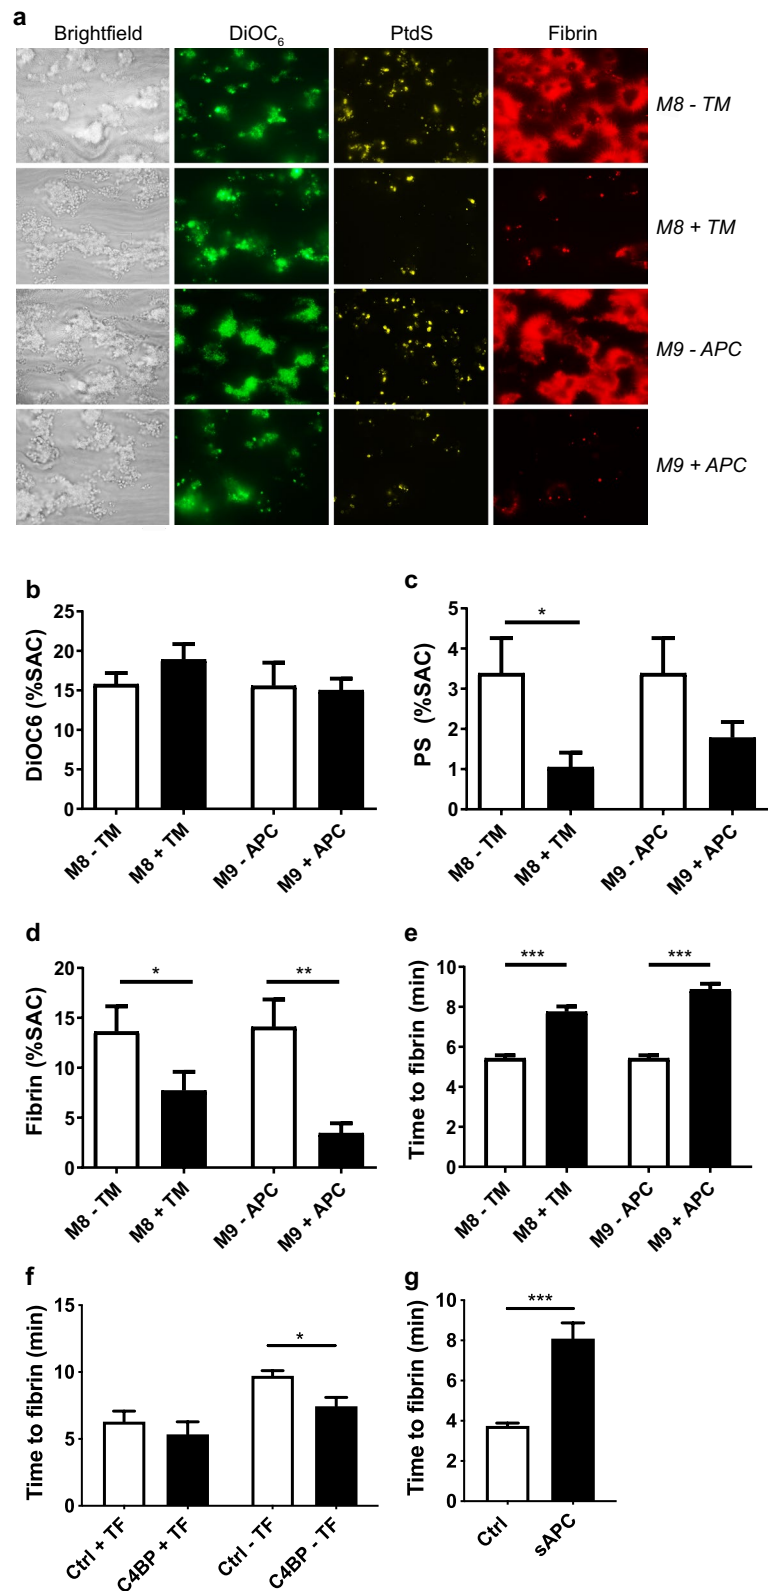 a
Brightfield DiOC6 PtdS Fibrin
M8 - TM
M8 + TM
M9 - APC
M9 + APC
b
DiOC6 (%SAC)
25
20
15
10
5
0
M8 - TM
M8 + TM
M9 - APC
M9 + APC
c
PS (%SAC)
5
4
3
2
1
0
*
M8 - TM
M8 + TM
M9 - APC
M9 + APC
d
Fibrin (%SAC)
20
15
10
5
0
*
**
M8 - TM
M8 + TM
M9 - APC
M9 + APC
e
Time to fibrin (min)
10
8
6
4
2
0
***
***
M8 - TM
M8 + TM
M9 - APC
M9 + APC
f
Time to fibrin (min)
15
10
5
0
*
Ctrl + TF
C4BP + TF
Ctrl - TF
C4BP - TF
g
Time to fibrin (min)
10
8
6
4
2
0
***
Ctrl
sAPC